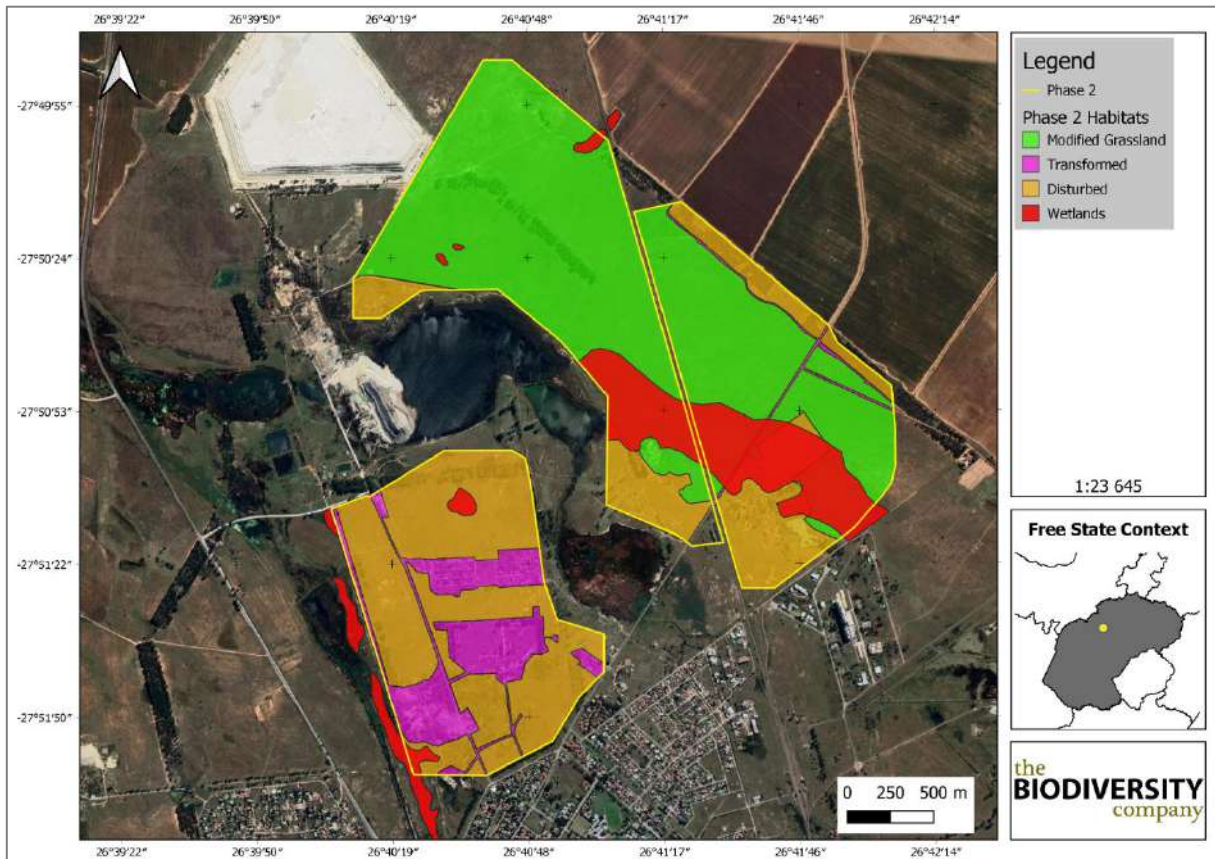 26°39'22" 26°39'50" 26°40'19" 26°40'48" 26°41'17" 26°41'46" 26°42'14"
-27°49'55"
-27°50'24"
-27°50'53"
-27°51'22"
-27°51'50"
Legend
Phase 2
Phase 2 Habitats
Modified Grassland
Transformed
Disturbed
Wetlands
1:23 645
Free State Context
the
BIODIVERSITY
company
0 250 500 m
26°39'22" 26°39'50" 26°40'19" 26°40'48" 26°41'17" 26°41'46" 26°42'14"